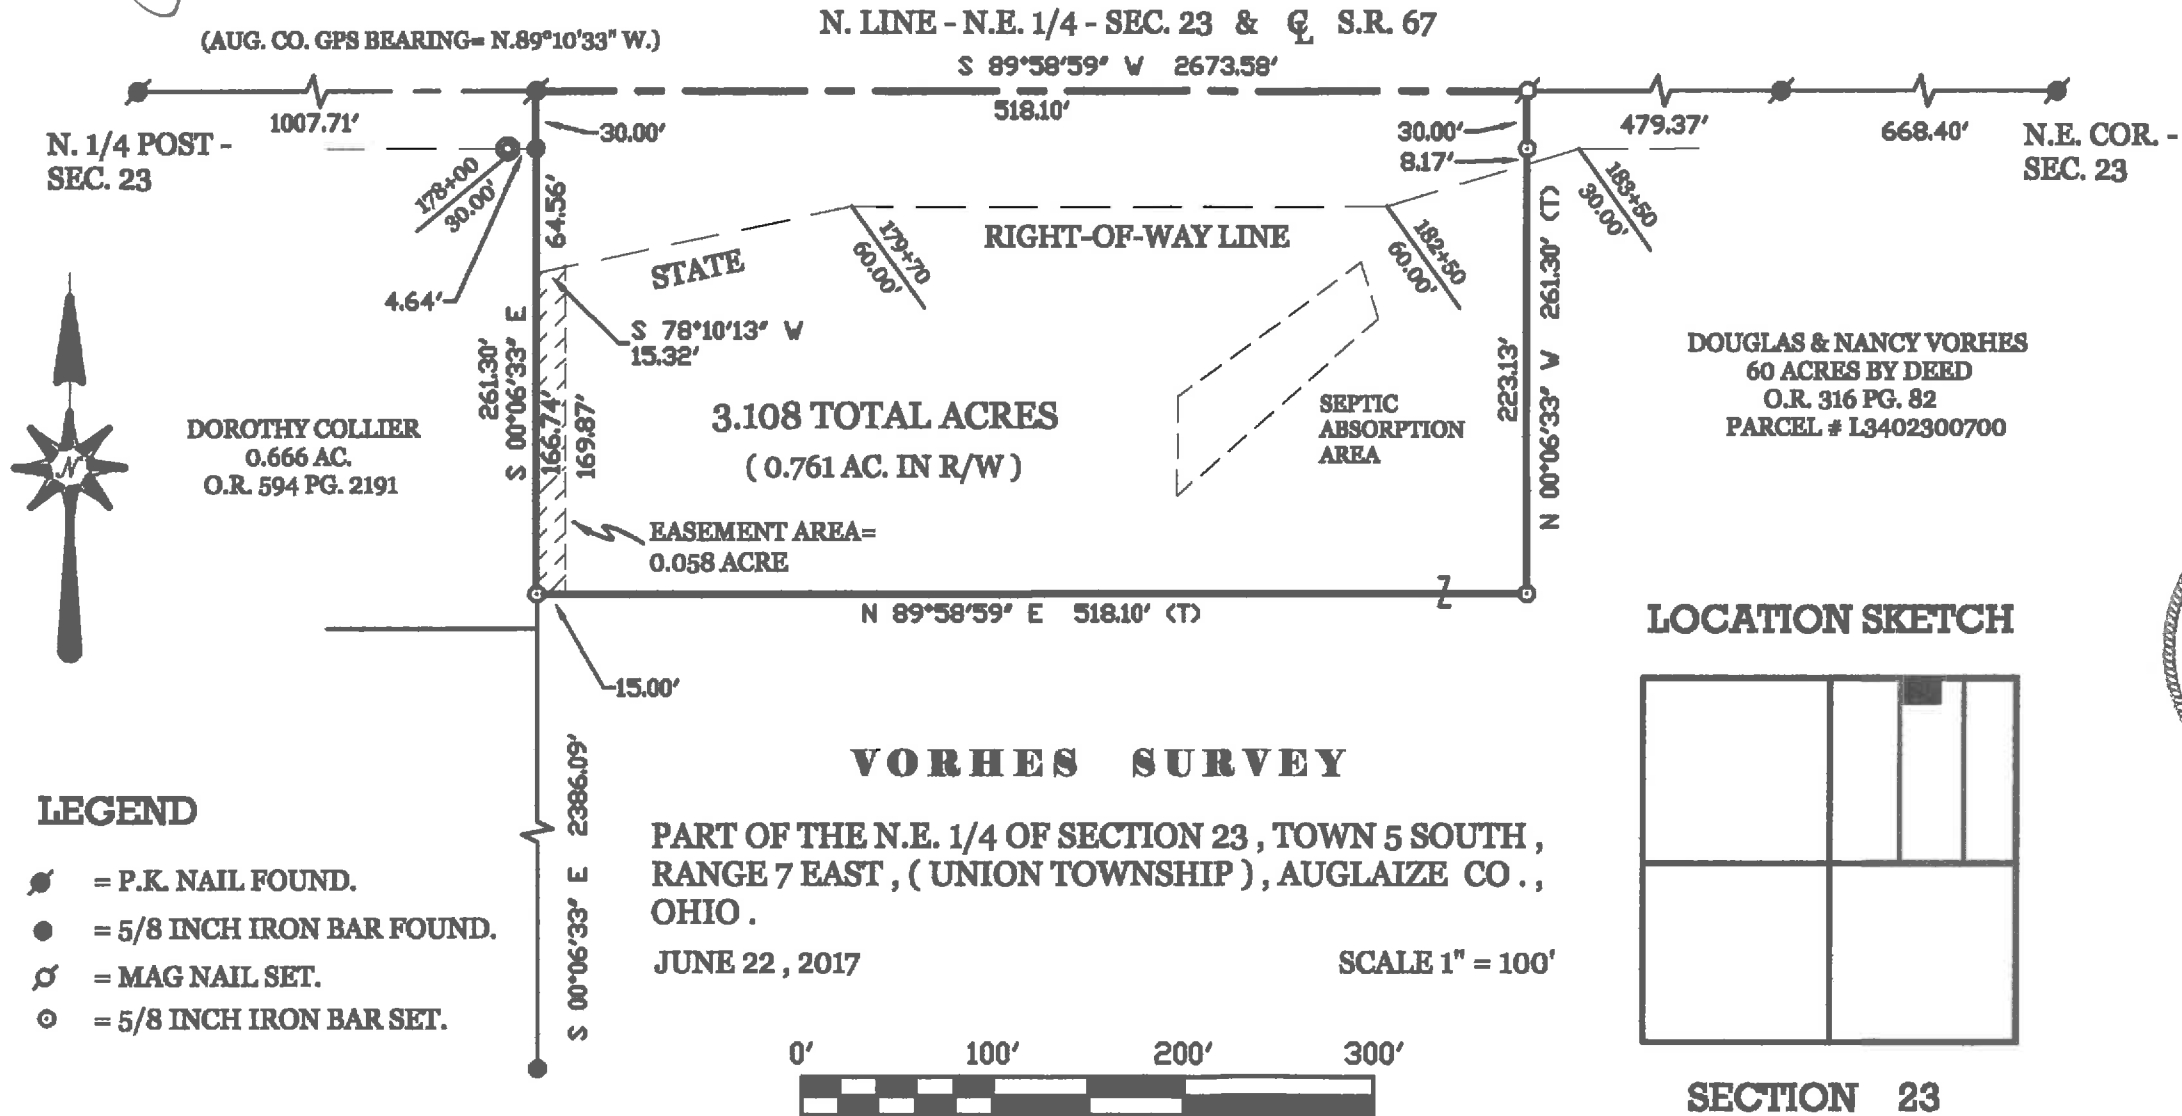 N. LINE - N.E. 1/4 - SEC. 23 & ℄ S.R. 67
(AUG. CO. GPS BEARING= N.89°10'33" W.)
S 89°58'59" W 2673.58'
1007.71'
518.10'
30.00'
30.00'
479.37'
668.40'
N. 1/4 POST -
SEC. 23
N.E. COR. -
SEC. 23
8.17'
178+00
30.00'
64.56'
179+70
60.00'
RIGHT-OF-WAY LINE
182+50
60.00'
183+50
30.00'
STATE
4.64'
S 78°10'13" W
15.32'
261.30'
S 00°06'33" E
166.74'
169.87'
223.13'
N 00°06'33" W 261.30' (T)
DOUGLAS & NANCY VORHES
60 ACRES BY DEED
O.R. 316 PG. 82
PARCEL # L3402300700
DOROTHY COLLIER
0.666 AC.
O.R. 594 PG. 2191
3.108 TOTAL ACRES
( 0.761 AC. IN R/W )
SEPTIC
ABSORPTION
AREA
N
EASEMENT AREA=
0.058 ACRE
N 89°58'59" E 518.10' (T)
15.00'
LOCATION SKETCH
VORHES SURVEY
S 00°06'33" E 2386.09'
PART OF THE N.E. 1/4 OF SECTION 23 , TOWN 5 SOUTH ,
RANGE 7 EAST , ( UNION TOWNSHIP ) , AUGLAIZE CO . ,
OHIO .
JUNE 22 , 2017
SCALE 1" = 100'
LEGEND
= P.K. NAIL FOUND.
= 5/8 INCH IRON BAR FOUND.
= MAG NAIL SET.
= 5/8 INCH IRON BAR SET.
0' 100' 200' 300'
SECTION 23